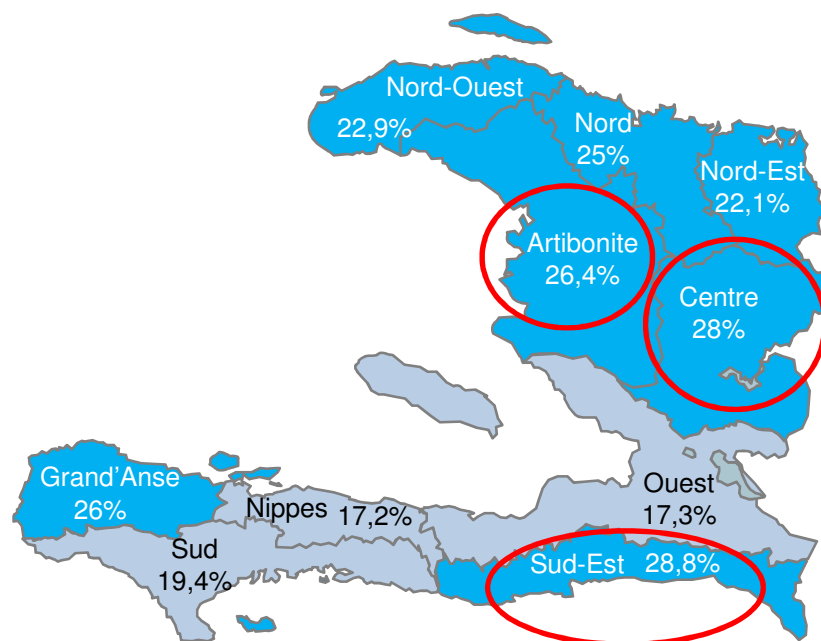 Nord-Ouest
22,9%
Nord
25%
Nord-Est
22,1%
Artibonite
26,4%
Centre
28%
Grand'Anse
26%
Nippes 17,2%
Ouest
17,3%
Sud
19,4%
Sud-Est 28,8%